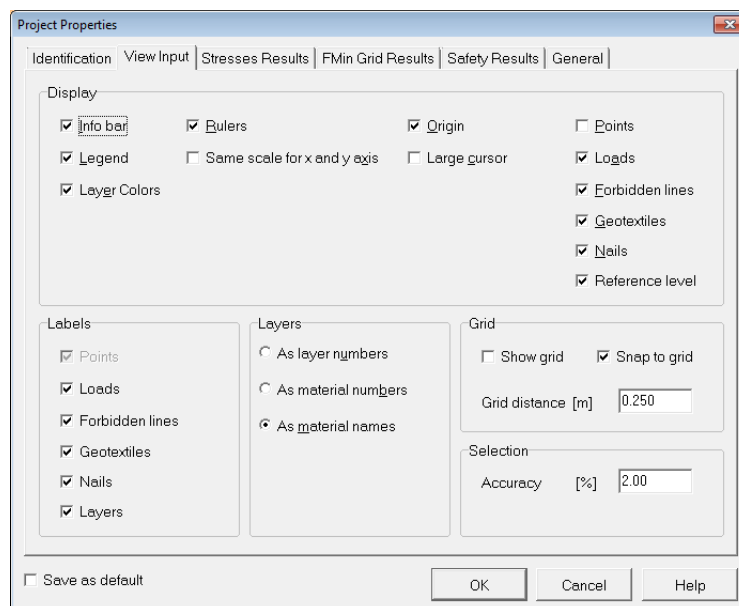 Project Properties
Identification View Input Stresses Results FMin Grid Results Safety Results General
Display
Info bar Rulers Origin Points
Legend Same scale for x and y axis Large cursor Loads
Layer Colors Forbidden lines
Geotextiles
Nails
Reference level
Labels Layers Grid
Points As layer numbers Show grid Snap to grid
Loads As material numbers Grid distance [m] 0.250
Forbidden lines As material names
Geotextiles Selection
Nails Accuracy [%] 2.00
Layers
Save as default OK Cancel Help